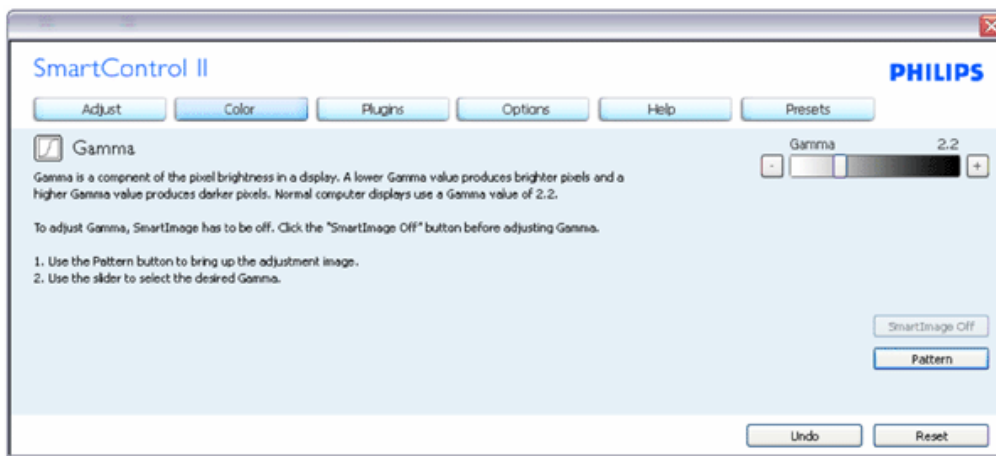 SmartControl II
PHILIPS
Adjust
Color
Plugins
Options
Help
Presets
Gamma
Gamma
2.2
-
+
Gamma is a compnent of the pixel brightness in a display. A lower Gamma value produces brighter pixels and a
higher Gamma value produces darker pixels. Normal computer displays use a Gamma value of 2.2.
To adjust Gamma, SmartImage has to be off. Click the "SmartImage Off" button before adjusting Gamma.
1. Use the Pattern button to bring up the adjustment image.
2. Use the slider to select the desired Gamma.
SmartImage Off
Pattern
Undo
Reset